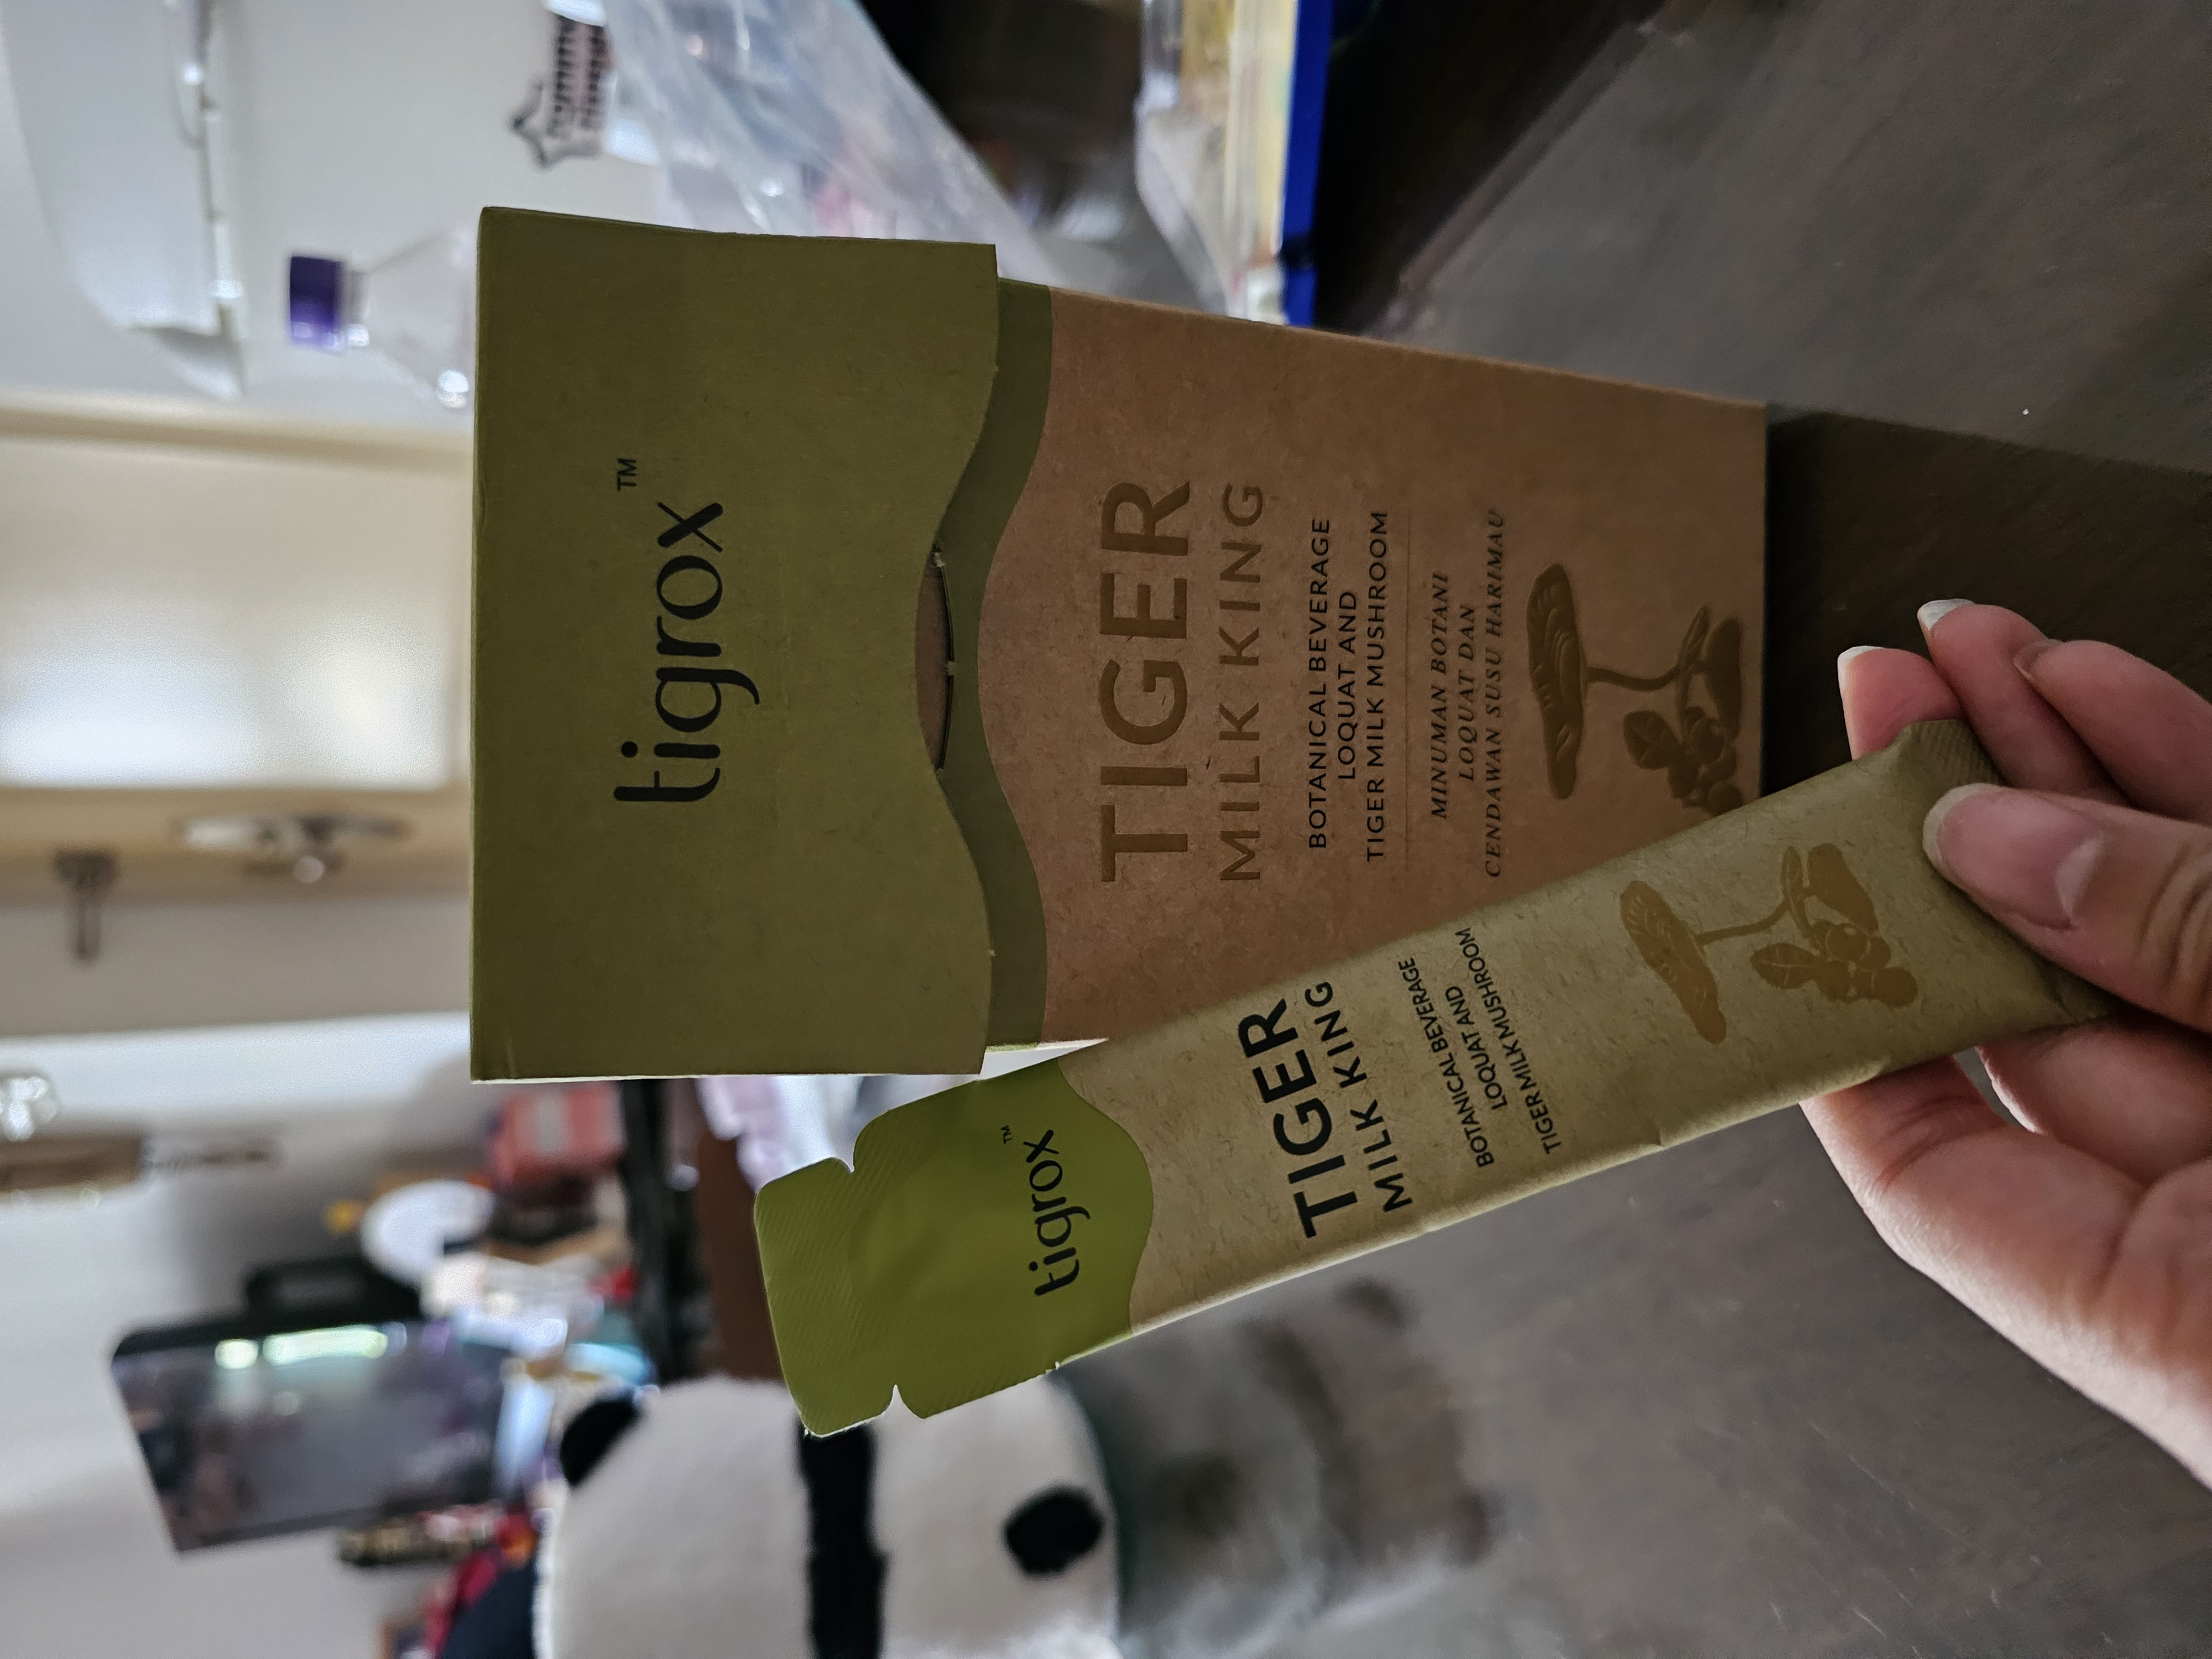 tigrox™
TIGER
MILK KING
BOTANICAL BEVERAGE
LOQUAT AND
TIGER MILK MUSHROOM
MINUMAN BOTANI
LOQUAT DAN
CENDAWAN SUSU HARIMAU
tigrox™
TIGER
MILK KING
BOTANICAL BEVERAGE
LOQUAT AND
TIGER MILK MUSHROOM